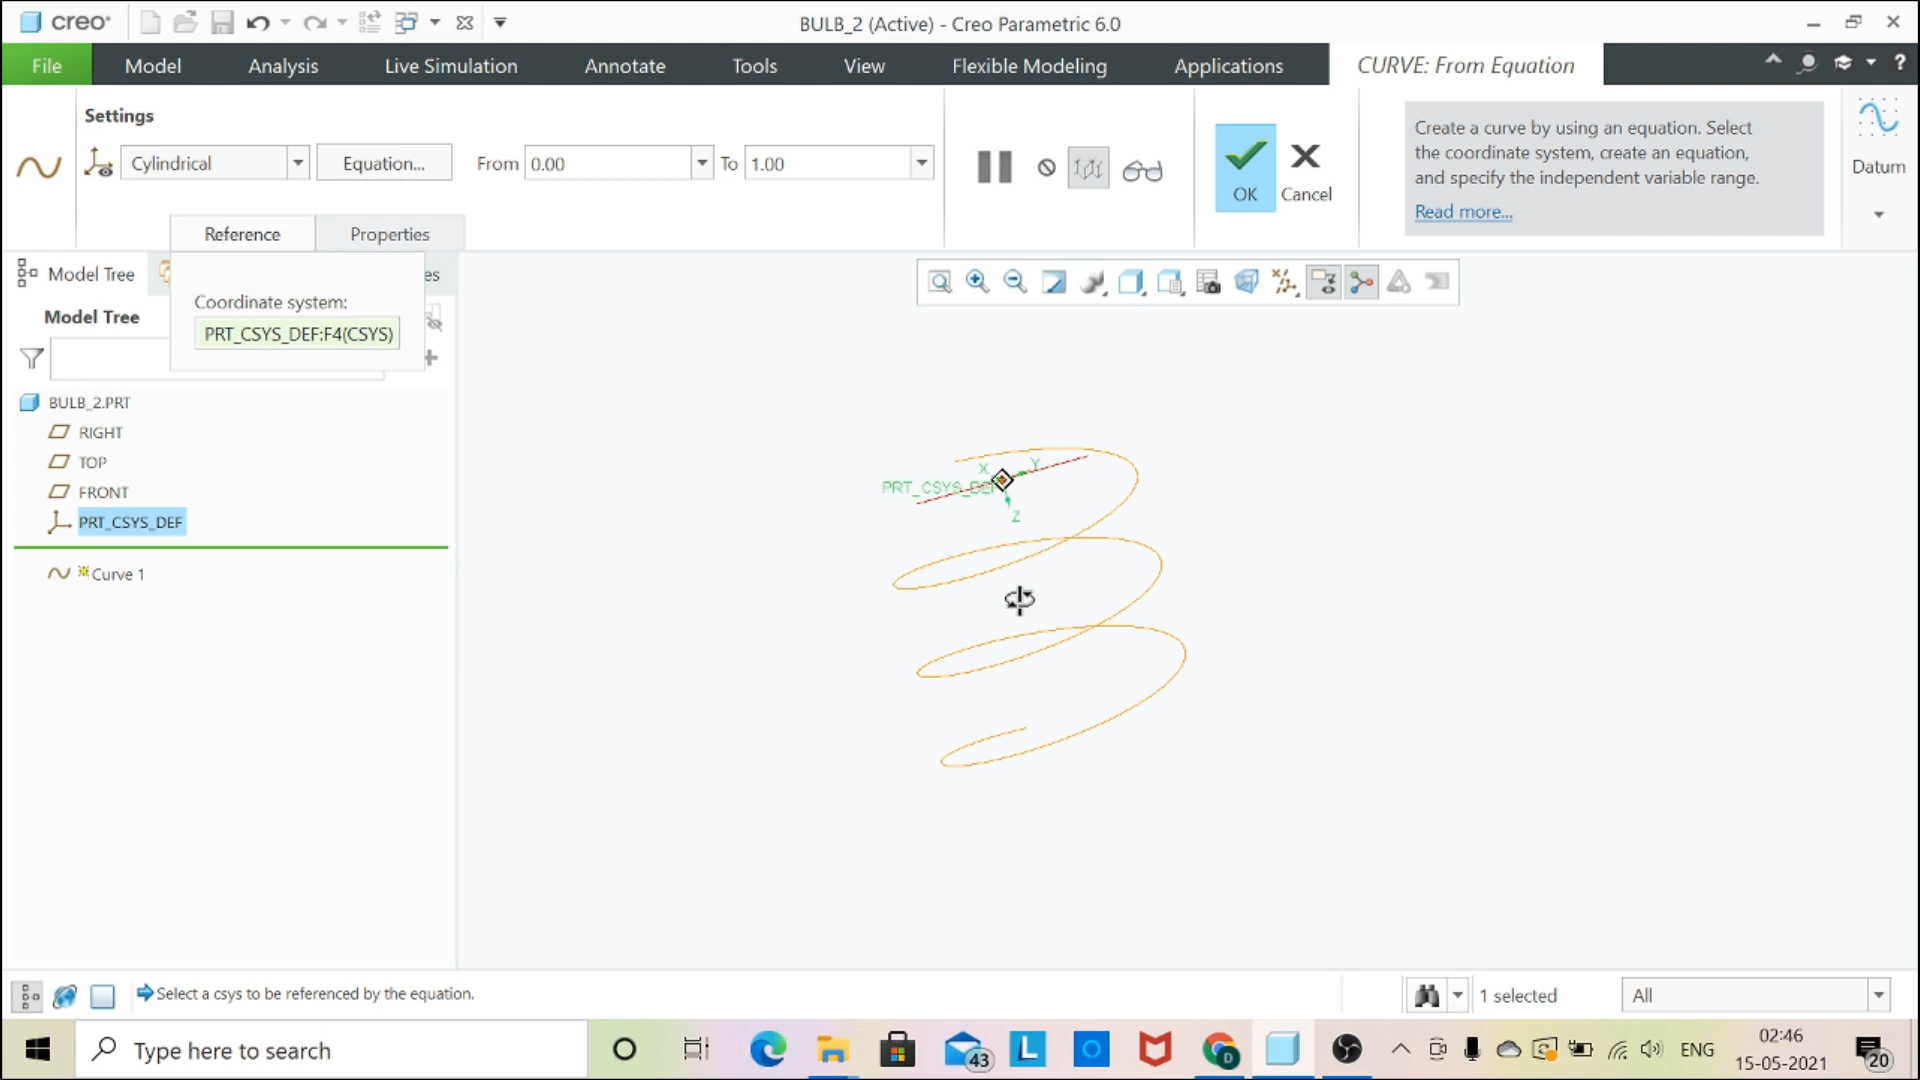 creo
BULB_2 (Active) - Creo Parametric 6.0
File
Model
Analysis
Live Simulation
Annotate
Tools
View
Flexible Modeling
Applications
CURVE: From Equation
?
Settings
Cylindrical
Equation...
From
0.00
To
1.00
OK
Cancel
Create a curve by using an equation. Select
the coordinate system, create an equation,
and specify the independent variable range.
Read more...
Datum
Reference
Properties
Model Tree
es
Coordinate system:
PRT_CSYS_DEF:F4(CSYS)
Model Tree
BULB_2.PRT
RIGHT
TOP
FRONT
PRT_CSYS_DEF
Curve 1
X
Y
PRT_CSYS_DEF
Z
Select a csys to be referenced by the equation.
1 selected
All
Type here to search
43
L
D
ENG
02:46
15-05-2021
20